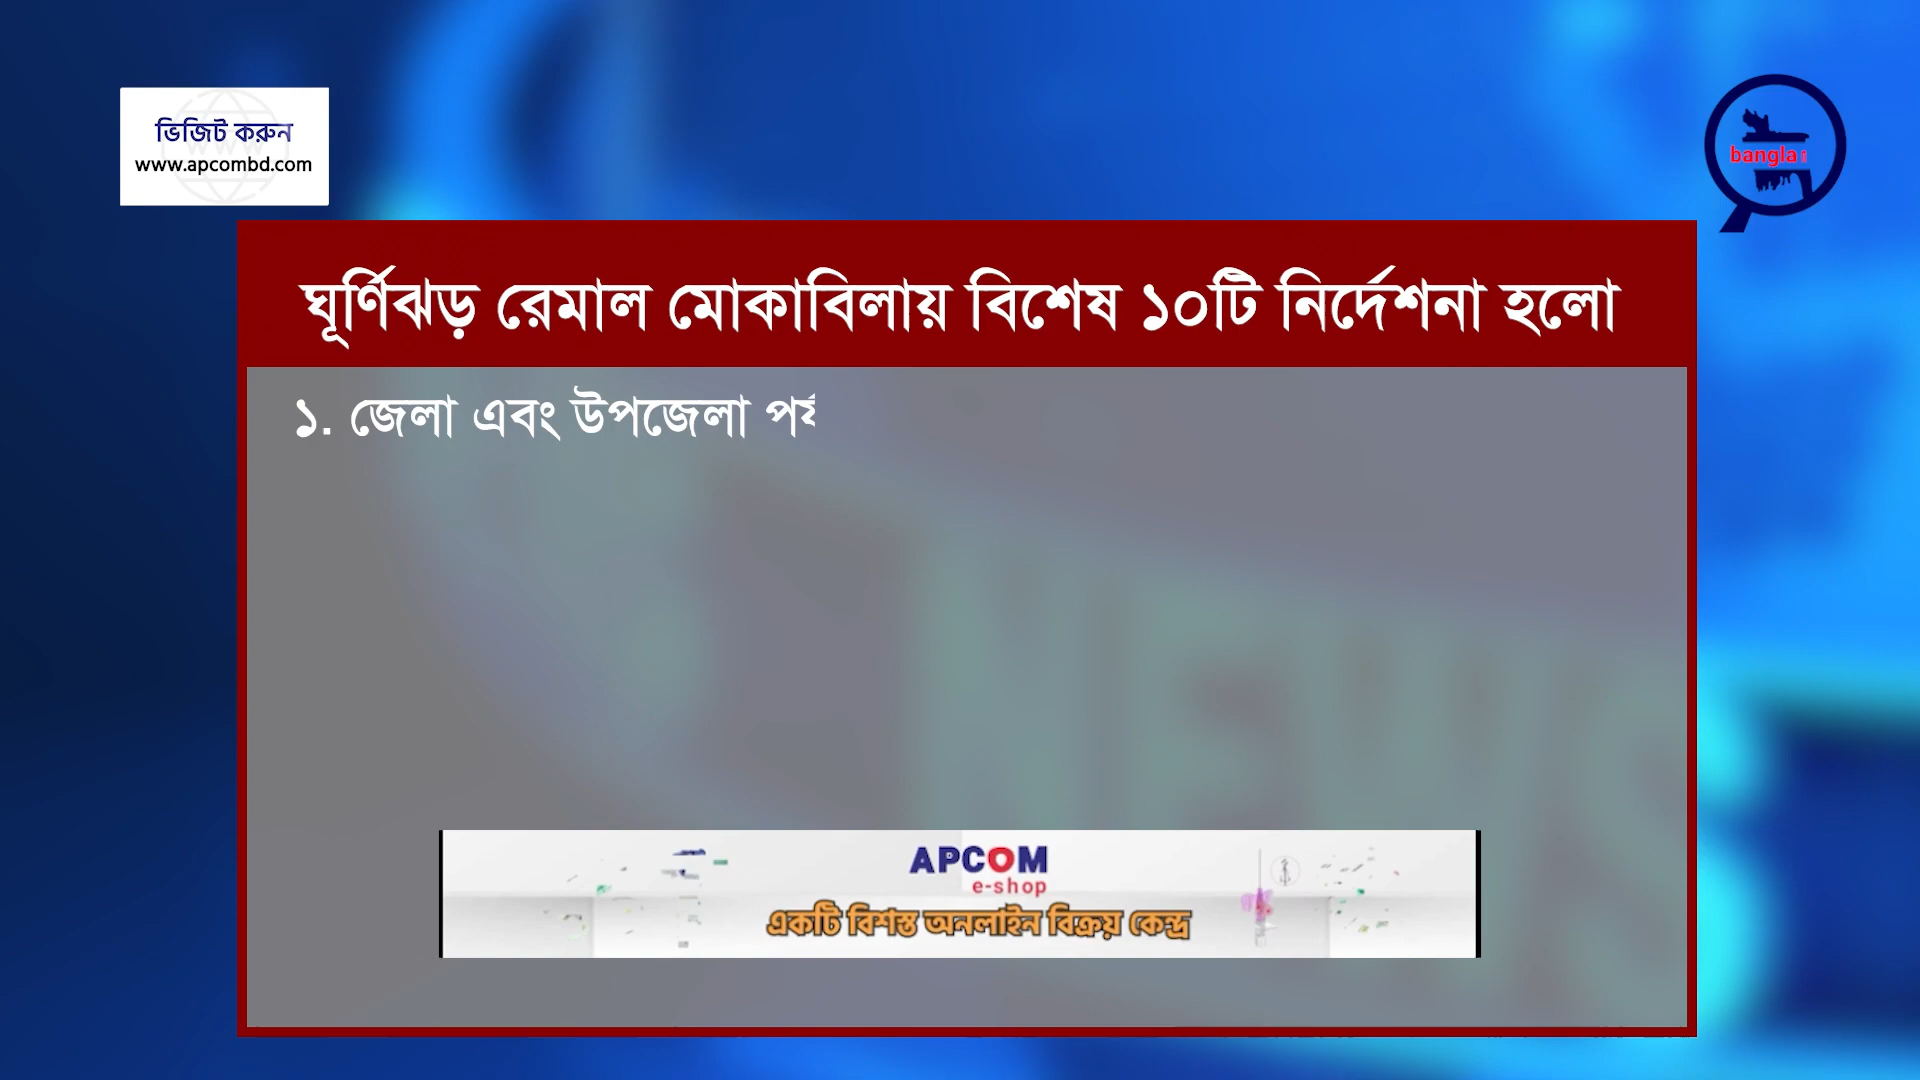 ভিজিট করুন
www.apcombd.com
bangla
ঘূর্ণিঝড় রেমাল মোকাবিলায় বিশেষ ১০টি নির্দেশনা হলো
১. জেলা এবং উপজেলা
APCOM
e-shop
একটি বিশস্ত অনলাইন বিক্রয় কেন্দ্র